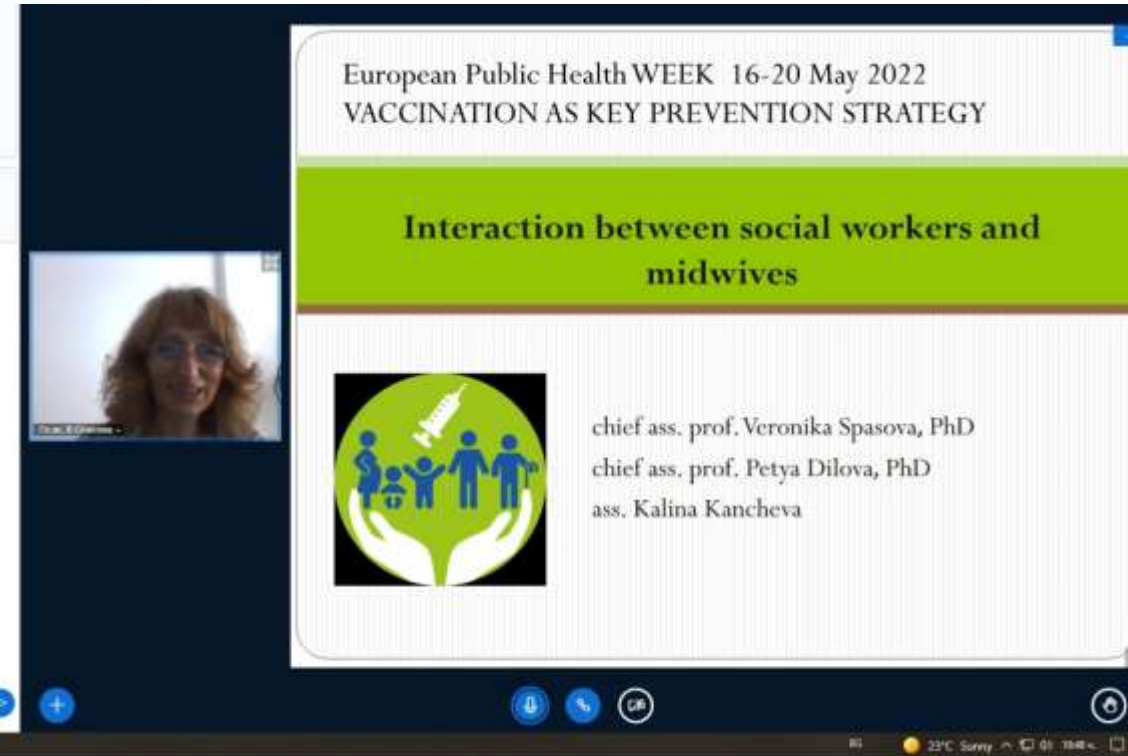 European Public Health WEEK 16-20 May 2022
VACCINATION AS KEY PREVENTION STRATEGY
Interaction between social workers and
midwives
chief ass. prof. Veronika Spasova, PhD
chief ass. prof. Petya Dilova, PhD
ass. Kalina Kancheva
23°C Sunny